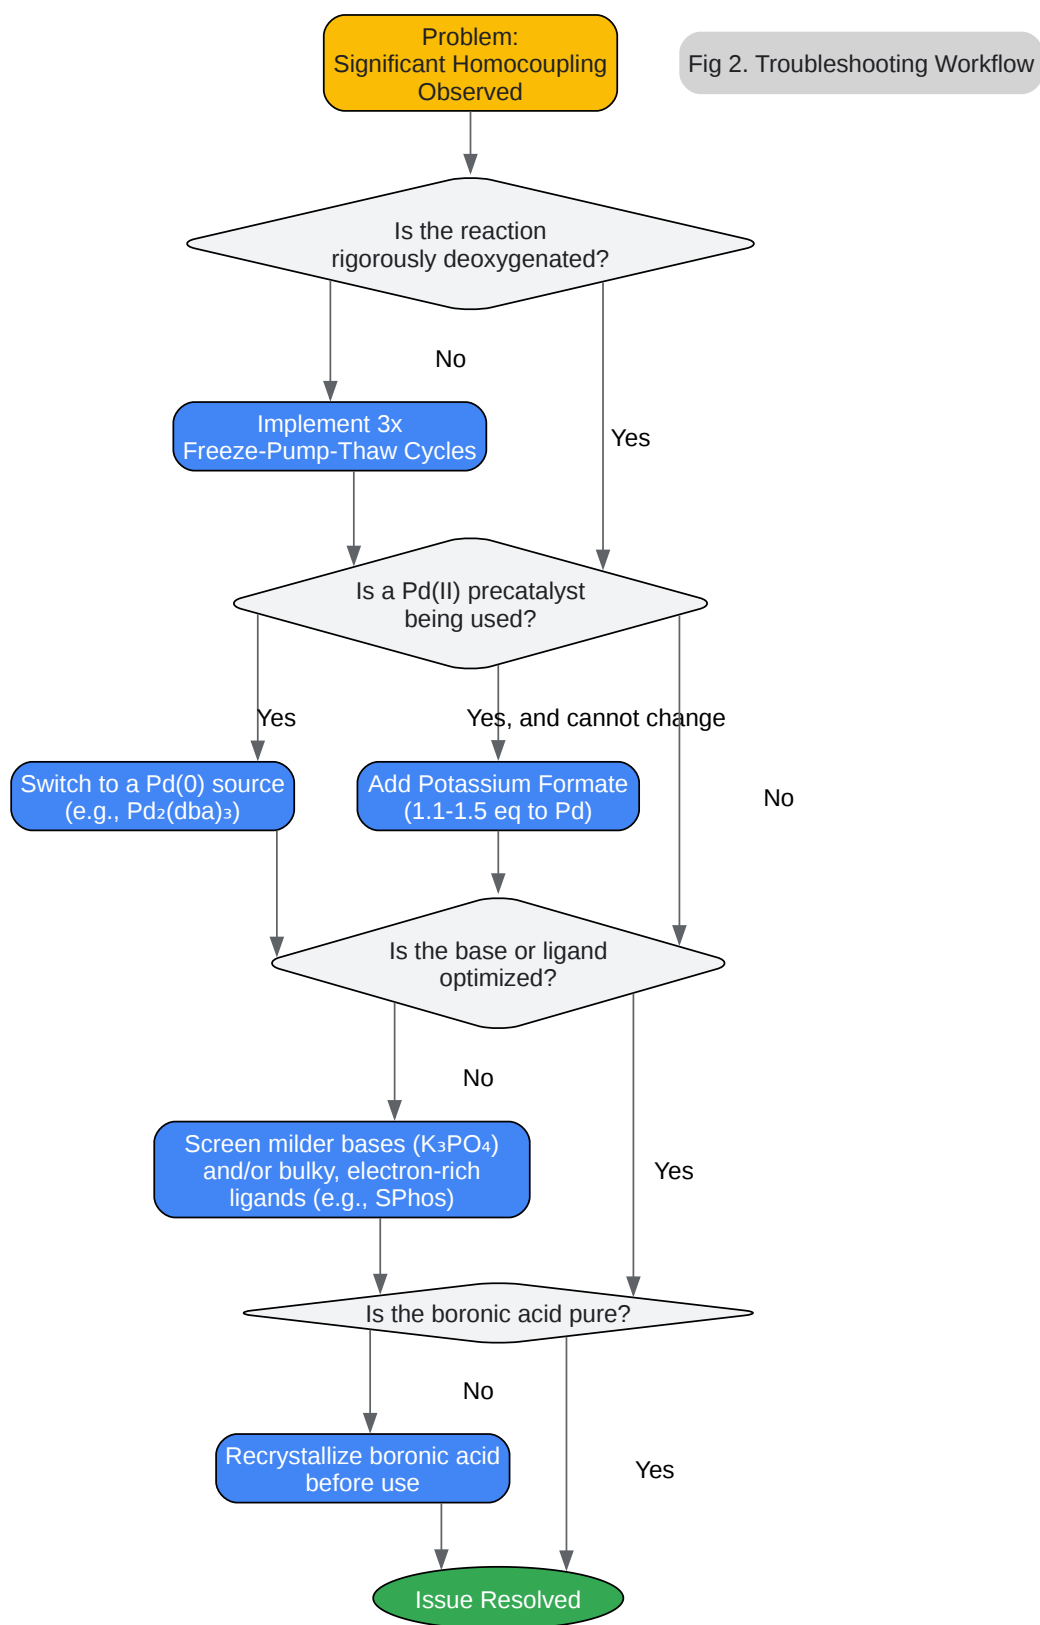 Problem:
Significant Homocoupling
Observed
Fig 2. Troubleshooting Workflow
Is the reaction
rigorously deoxygenated?
No
Implement 3x
Freeze-Pump-Thaw Cycles
Yes
Is a Pd(II) precatalyst
being used?
Yes
Yes, and cannot change
Switch to a Pd(0) source
(e.g., Pd₂(dba)₃)
Add Potassium Formate
(1.1-1.5 eq to Pd)
No
Is the base or ligand
optimized?
No
Screen milder bases (K₃PO₄)
and/or bulky, electron-rich
ligands (e.g., SPhos)
Yes
Is the boronic acid pure?
No
Recrystallize boronic acid
before use
Yes
Issue Resolved